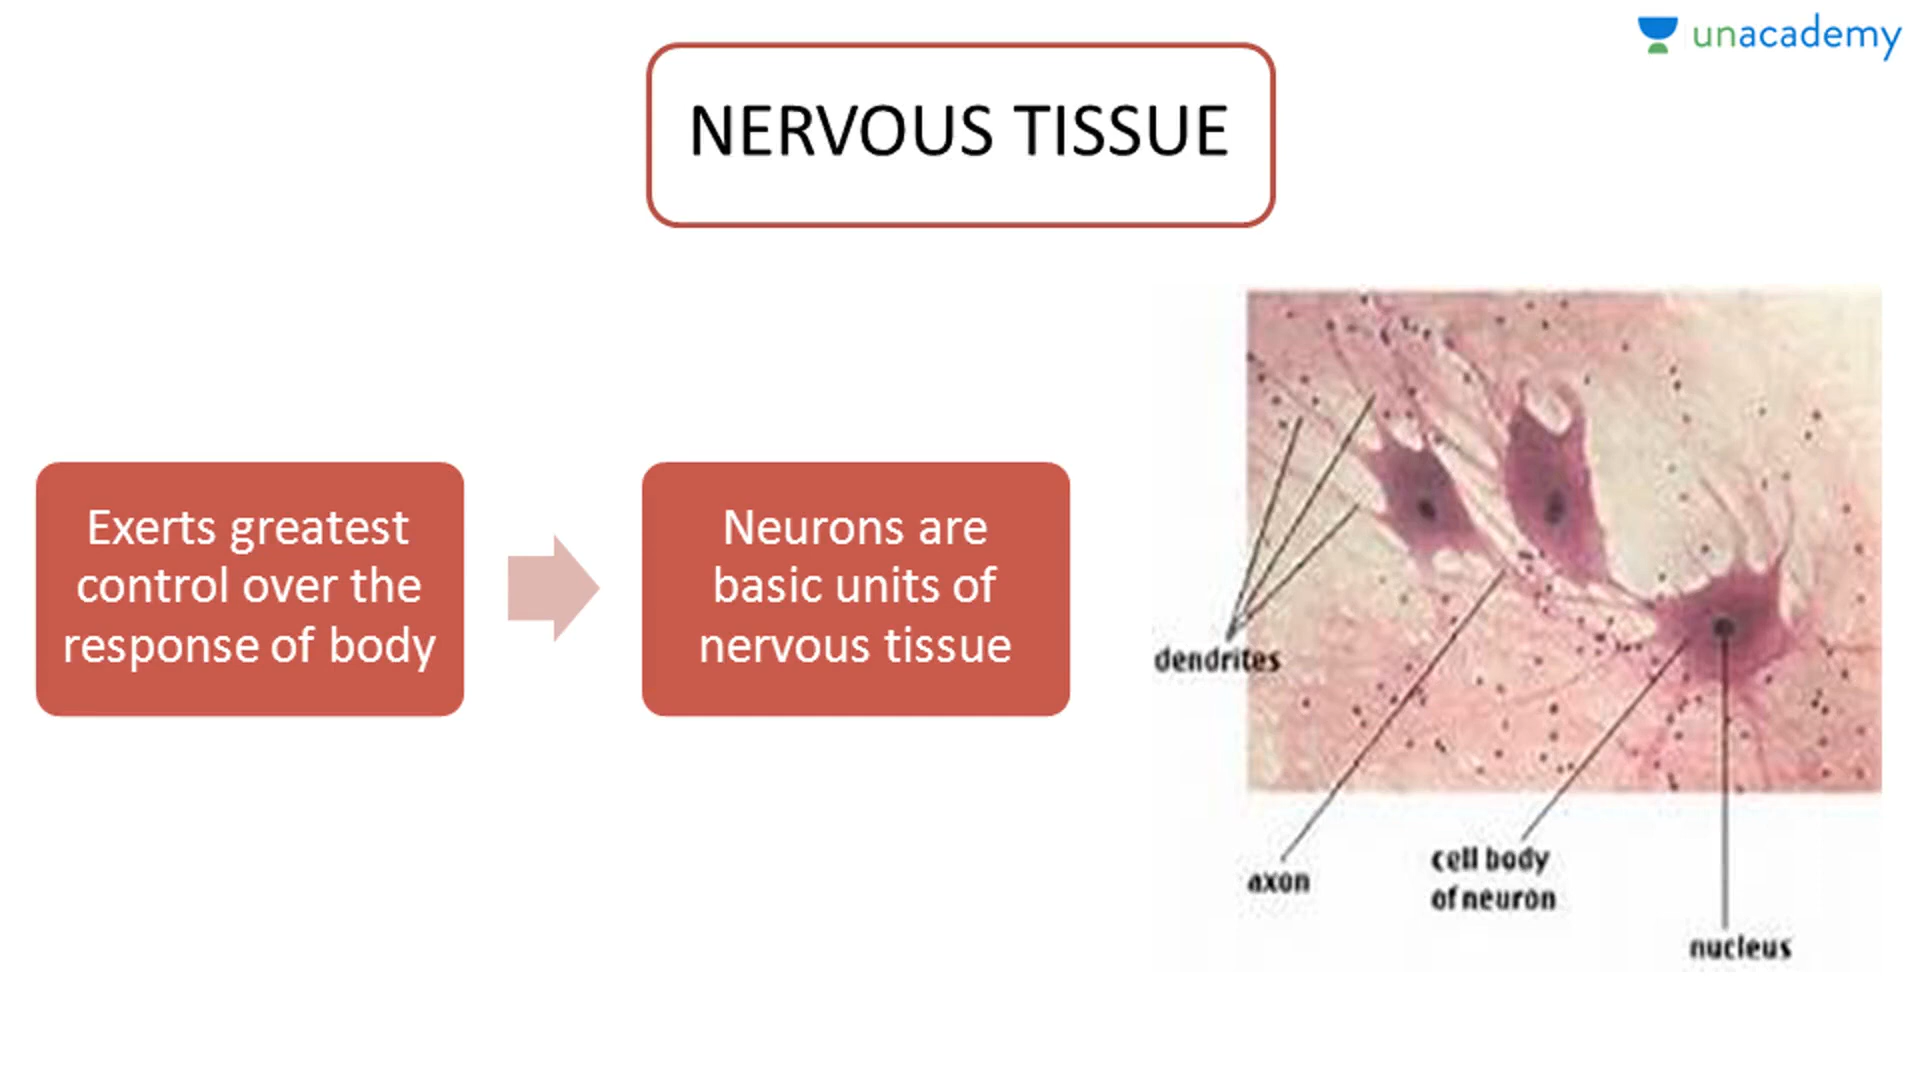 unacademy
NERVOUS TISSUE
Exerts greatest
control over the
response of body
Neurons are
basic units of
nervous tissue
dendrites
axon
cell body
of neuron
nucleus